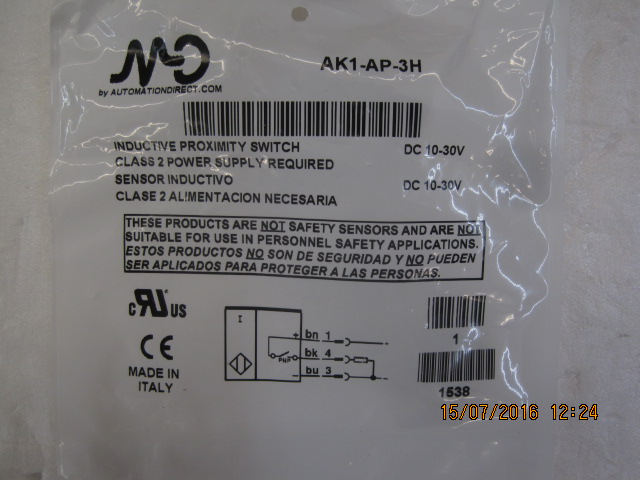 MD
by AUTOMATIONDIRECT.COM
AK1-AP-3H
INDUCTIVE PROXIMITY SWITCH DC 10-30V
CLASS 2 POWER SUPPLY REQUIRED
SENSOR INDUCTIVO DC 10-30V
CLASE 2 ALIMENTACION NECESARIA
THESE PRODUCTS ARE NOT SAFETY SENSORS AND ARE NOT
SUITABLE FOR USE IN PERSONNEL SAFETY APPLICATIONS.
ESTOS PRODUCTOS NO SON DE SEGURIDAD Y NO PUEDEN
SER APLICADOS PARA PROTEGER A LAS PERSONAS.
c RU US
CE
MADE IN
ITALY
I
+ bn 1
PNP bk 4
- bu 3
1
1538
15/07/2016 12:24